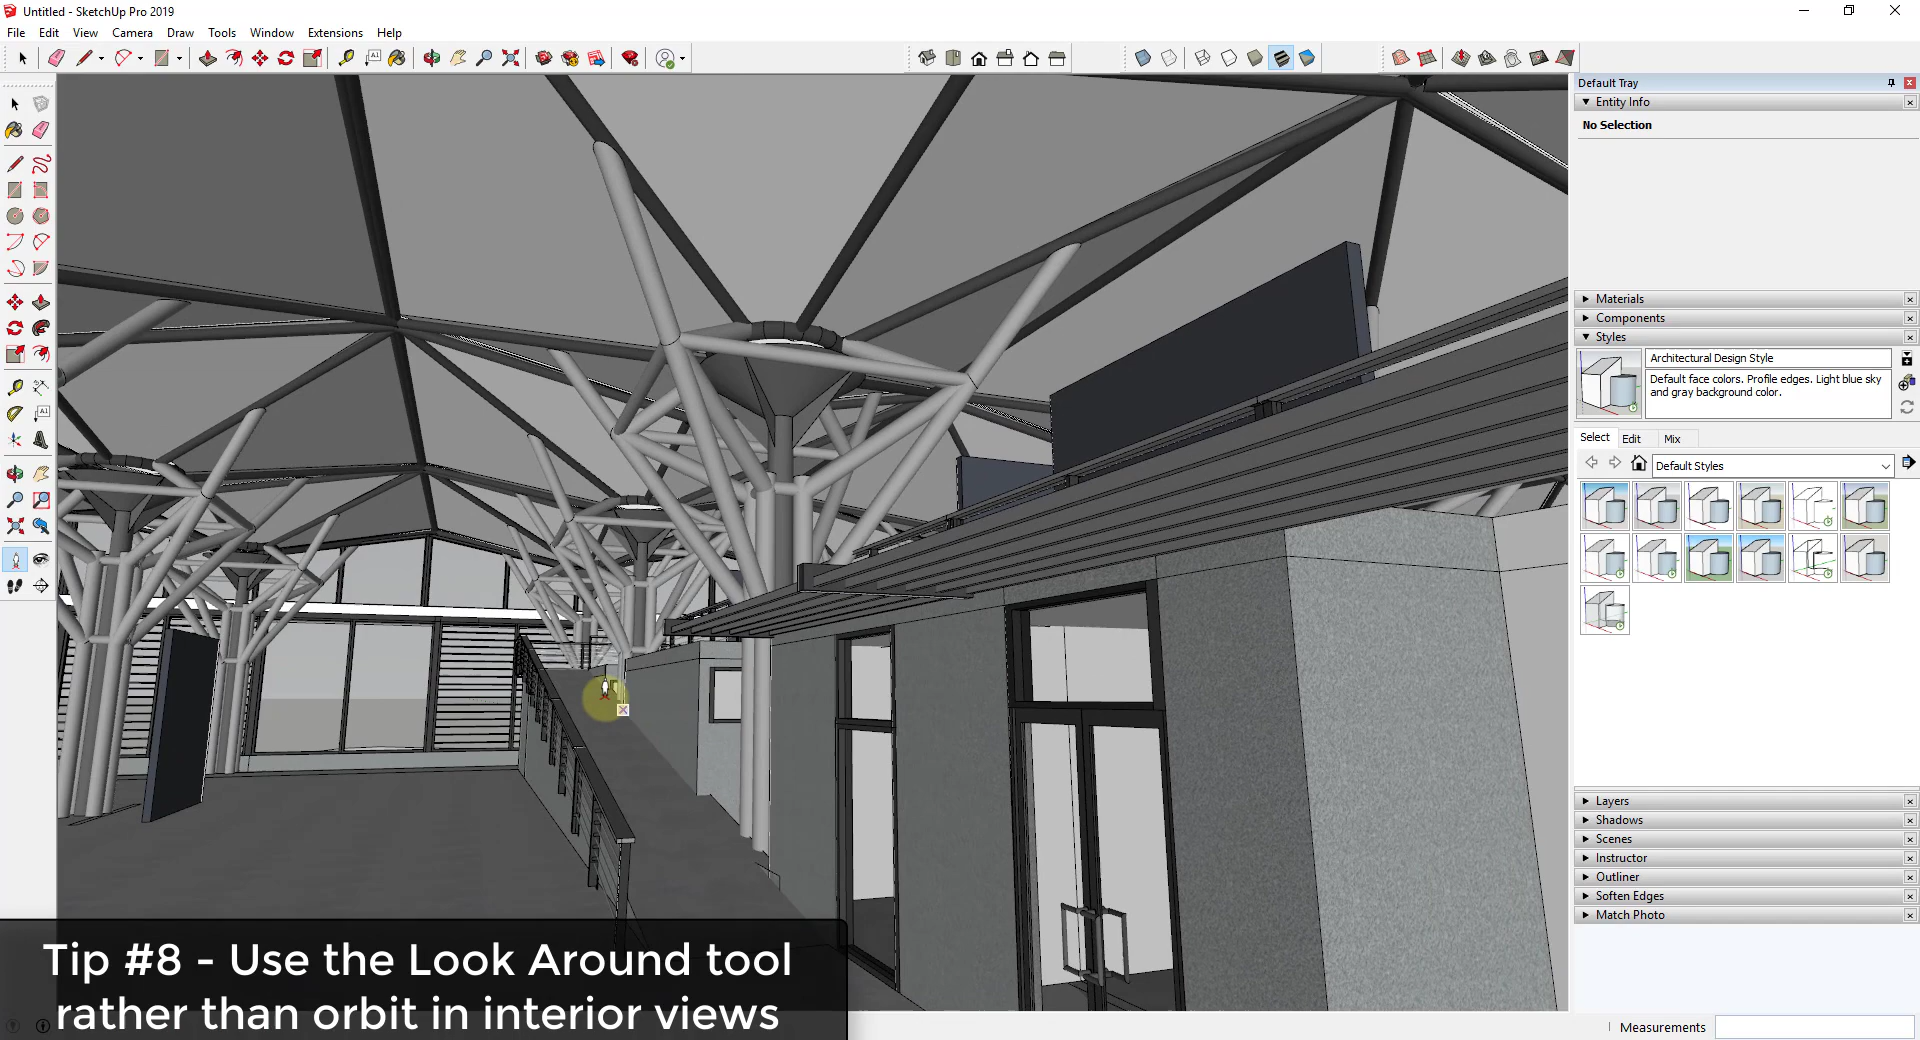 Untitled - SketchUp Pro 2019
File Edit View Camera Draw Tools Window Extensions Help
Default Tray
Entity Info
No Selection
Materials
Components
Styles
Architectural Design Style
Default face colors. Profile edges. Light blue sky
and gray background color.
Select Edit Mix
Default Styles
Layers
Shadows
Scenes
Instructor
Outliner
Soften Edges
Match Photo
Tip #8 - Use the Look Around tool
rather than orbit in interior views
Measurements